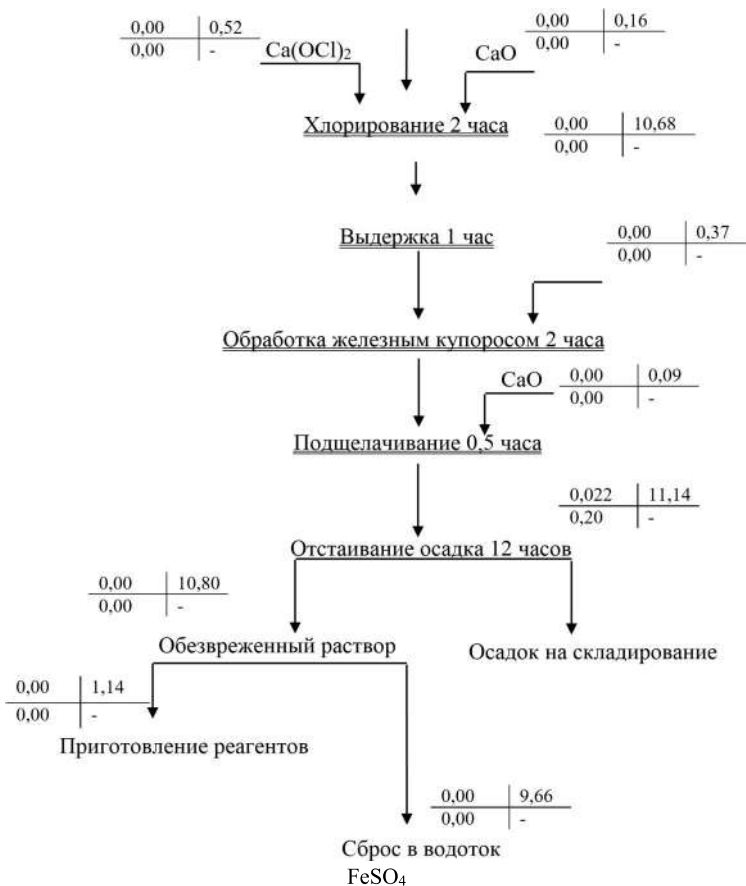 0,00 0,52
0,00 -
Ca(OCl)₂
0,00 0,16
0,00 -
CaO
Хлорирование 2 часа
0,00 10,68
0,00 -
Выдержка 1 час
0,00 0,37
0,00 -
Обработка железным купоросом 2 часа
CaO
0,00 0,09
0,00 -
Подщелачивание 0,5 часа
0,022 11,14
0,20 -
Отстаивание осадка 12 часов
0,00 10,80
0,00 -
Обезвреженный раствор
Осадок на складирование
0,00 1,14
0,00 -
Приготовление реагентов
0,00 9,66
0,00 -
Сброс в водоток
FeSO₄